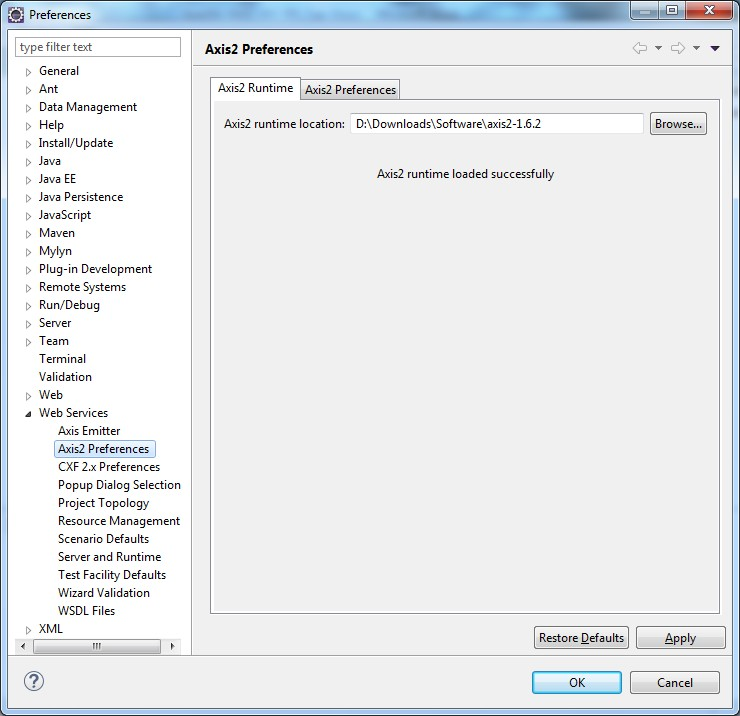 Preferences
type filter text
General
Ant
Data Management
Help
Install/Update
Java
Java EE
Java Persistence
JavaScript
Maven
Mylyn
Plug-in Development
Remote Systems
Run/Debug
Server
Team
Terminal
Validation
Web
Web Services
Axis Emitter
Axis2 Preferences
CXF 2.x Preferences
Popup Dialog Selection
Project Topology
Resource Management
Scenario Defaults
Server and Runtime
Test Facility Defaults
Wizard Validation
WSDL Files
XML
Axis2 Preferences
Axis2 Runtime Axis2 Preferences
Axis2 runtime location: D:\Downloads\Software\axis2-1.6.2 Browse...
Axis2 runtime loaded successfully
Restore Defaults Apply
? OK Cancel